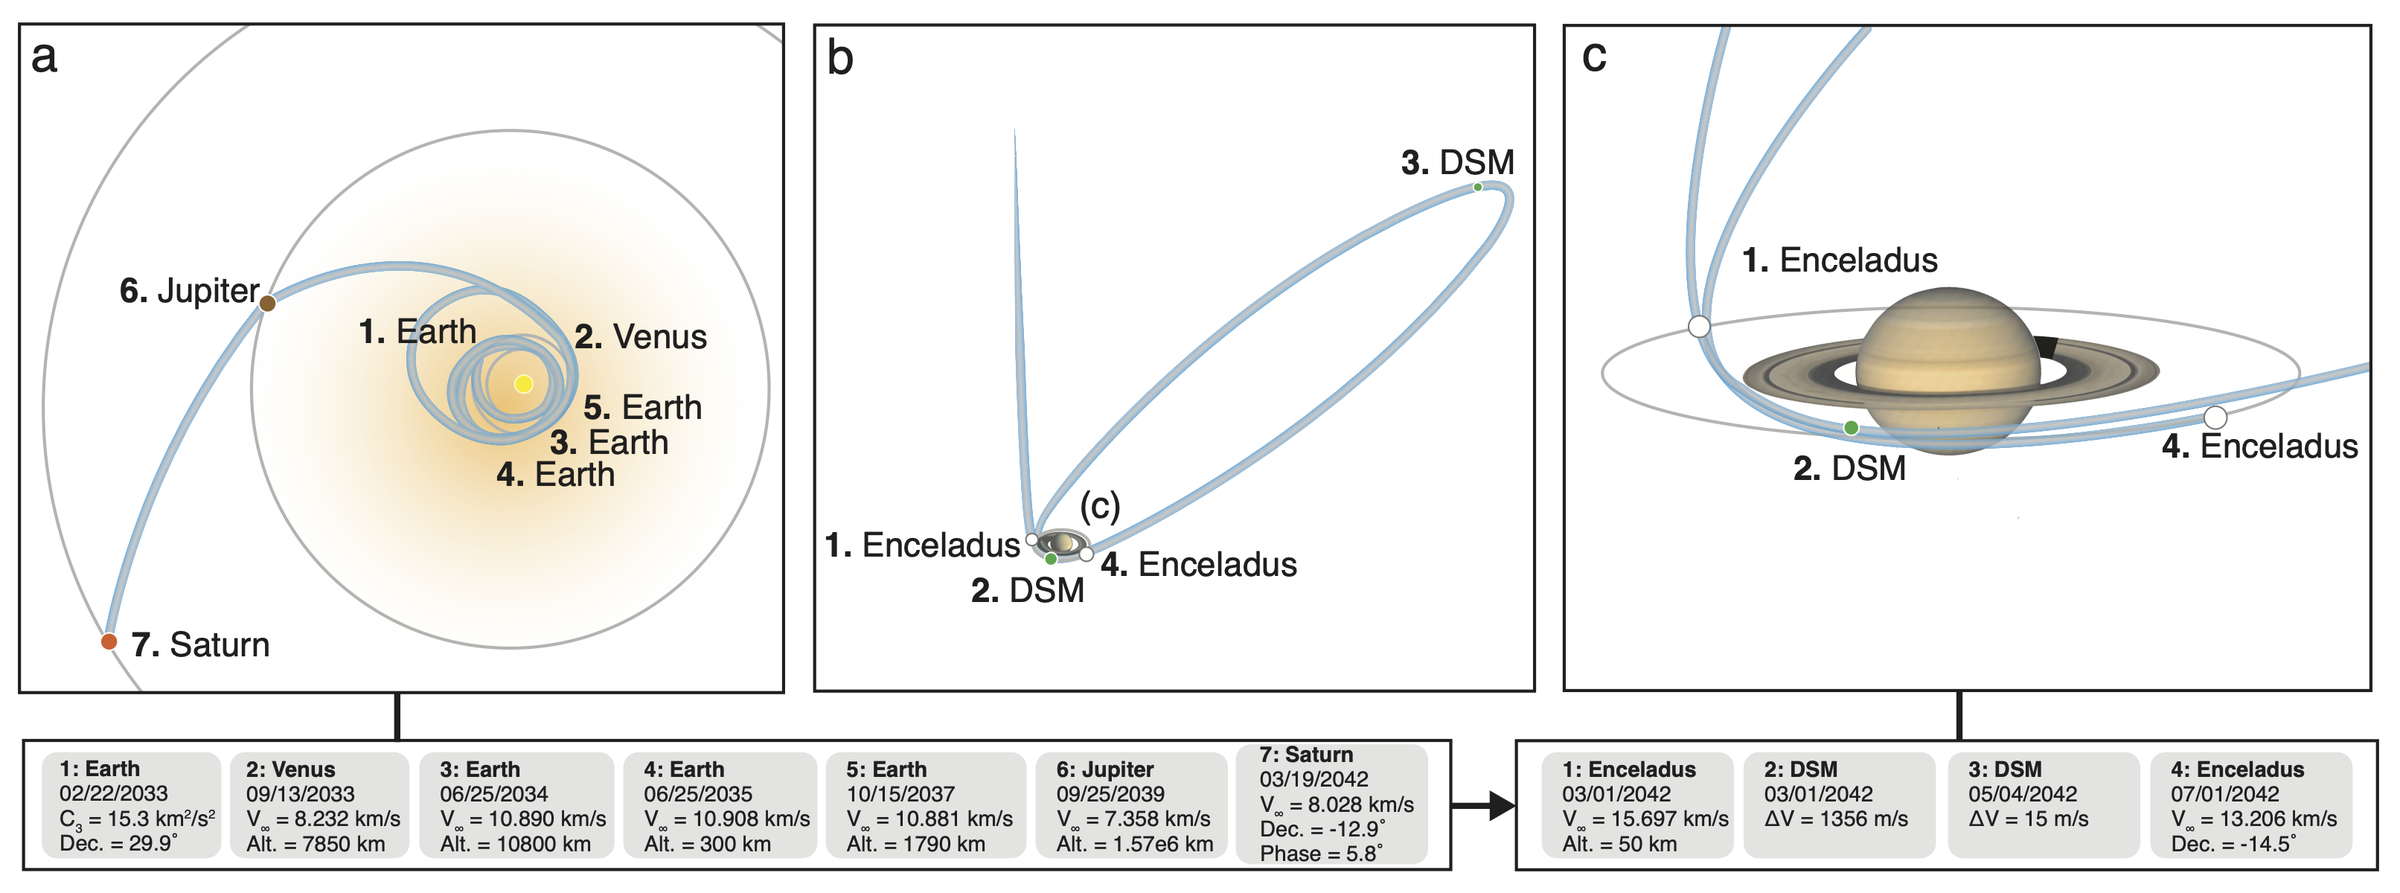 a
6. Jupiter
1. Earth
2. Venus
5. Earth
3. Earth
4. Earth
7. Saturn
b
3. DSM
(c)
1. Enceladus
4. Enceladus
2. DSM
c
1. Enceladus
2. DSM
4. Enceladus
1: Earth
02/22/2033
C₃ = 15.3 km²/s²
Dec. = 29.9°
2: Venus
09/13/2033
V∞ = 8.232 km/s
Alt. = 7850 km
3: Earth
06/25/2034
V∞ = 10.890 km/s
Alt. = 10800 km
4: Earth
06/25/2035
V∞ = 10.908 km/s
Alt. = 300 km
5: Earth
10/15/2037
V∞ = 10.881 km/s
Alt. = 1790 km
6: Jupiter
09/25/2039
V∞ = 7.358 km/s
Alt. = 1.57e6 km
7: Saturn
03/19/2042
V∞ = 8.028 km/s
Dec. = -12.9°
Phase = 5.8°
1: Enceladus
03/01/2042
V∞ = 15.697 km/s
Alt. = 50 km
2: DSM
03/01/2042
ΔV = 1356 m/s
3: DSM
05/04/2042
ΔV = 15 m/s
4: Enceladus
07/01/2042
V∞ = 13.206 km/s
Dec. = -14.5°